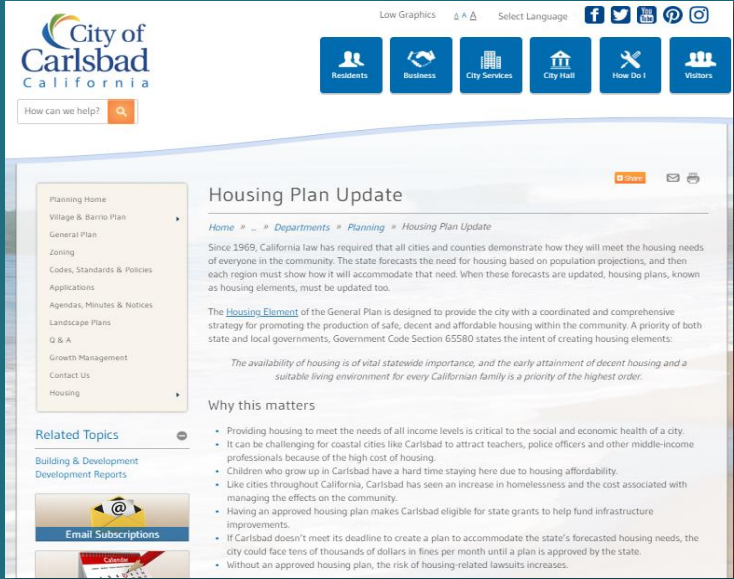 Low Graphics A A A Select Language
City of
Carlsbad
California
Residents
Business
City Services
City Hall
How Do I
Visitors
How can we help?
Share
Planning Home
Village & Barrio Plan
General Plan
Zoning
Codes, Standards & Policies
Applications
Agendas, Minutes & Notices
Landscape Plans
Q & A
Growth Management
Contact Us
Housing
Related Topics
Building & Development
Development Reports
@
Email Subscriptions
Calendar
Housing Plan Update
Home » … » Departments » Planning » Housing Plan Update
Since 1969, California law has required that all cities and counties demonstrate how they will meet the housing needs
of everyone in the community. The state forecasts the need for housing based on population projections, and then
each region must show how it will accommodate that need. When these forecasts are updated, housing plans, known
as housing elements, must be updated too.
The Housing Element of the General Plan is designed to provide the city with a coordinated and comprehensive
strategy for promoting the production of safe, decent and affordable housing within the community. A priority of both
state and local governments, Government Code Section 65580 states the intent of creating housing elements:
The availability of housing is of vital statewide importance, and the early attainment of decent housing and a
suitable living environment for every Californian family is a priority of the highest order.
Why this matters
• Providing housing to meet the needs of all income levels is critical to the social and economic health of a city.
• It can be challenging for coastal cities like Carlsbad to attract teachers, police officers and other middle-income
professionals because of the high cost of housing.
• Children who grow up in Carlsbad have a hard time staying here due to housing affordability.
• Like cities throughout California, Carlsbad has seen an increase in homelessness and the cost associated with
managing the effects on the community.
• Having an approved housing plan makes Carlsbad eligible for state grants to help fund infrastructure
improvements.
• If Carlsbad doesn't meet its deadline to create a plan to accommodate the state's forecasted housing needs, the
city could face tens of thousands of dollars in fines per month until a plan is approved by the state.
• Without an approved housing plan, the risk of housing-related lawsuits increases.